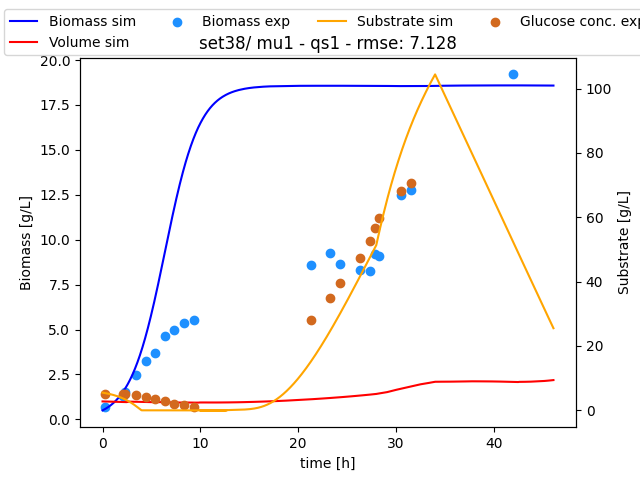 Biomass sim Biomass exp Substrate sim Glucose conc. exp
Volume sim
set38/ mu1 - qs1 - rmse: 7.128
20.0
17.5
15.0
12.5
10.0
7.5
5.0
2.5
0.0
Biomass [g/L]
100
80
60
40
20
0
Substrate [g/L]
0 10 20 30 40
time [h]